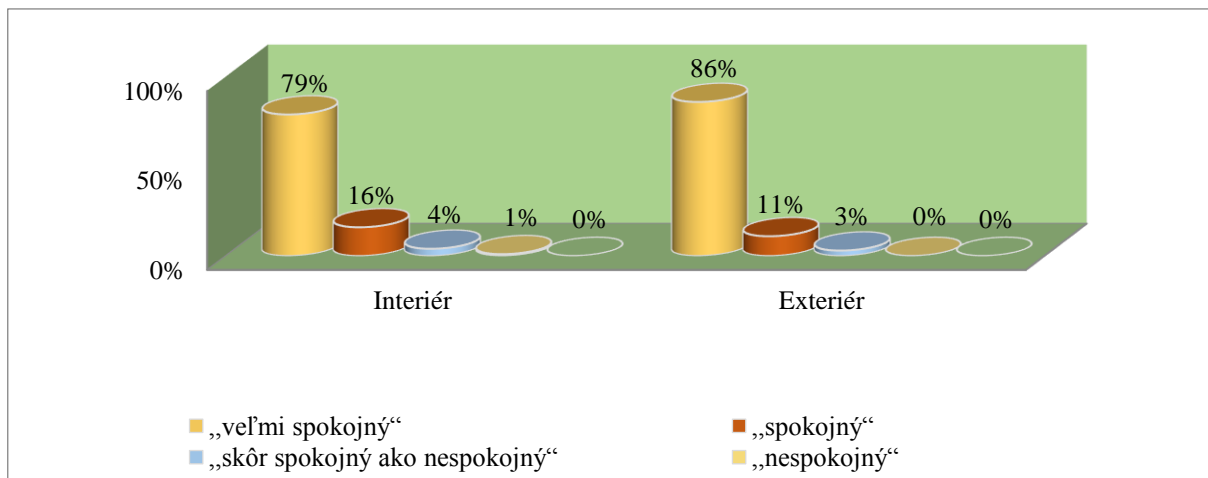 100%
50%
0%
79%
16%
4%
1%
0%
86%
11%
3%
0%
0%
Interiér
Exteriér
,,veľmi spokojný“
,,spokojný“
,,skôr spokojný ako nespokojný“
,,nespokojný“